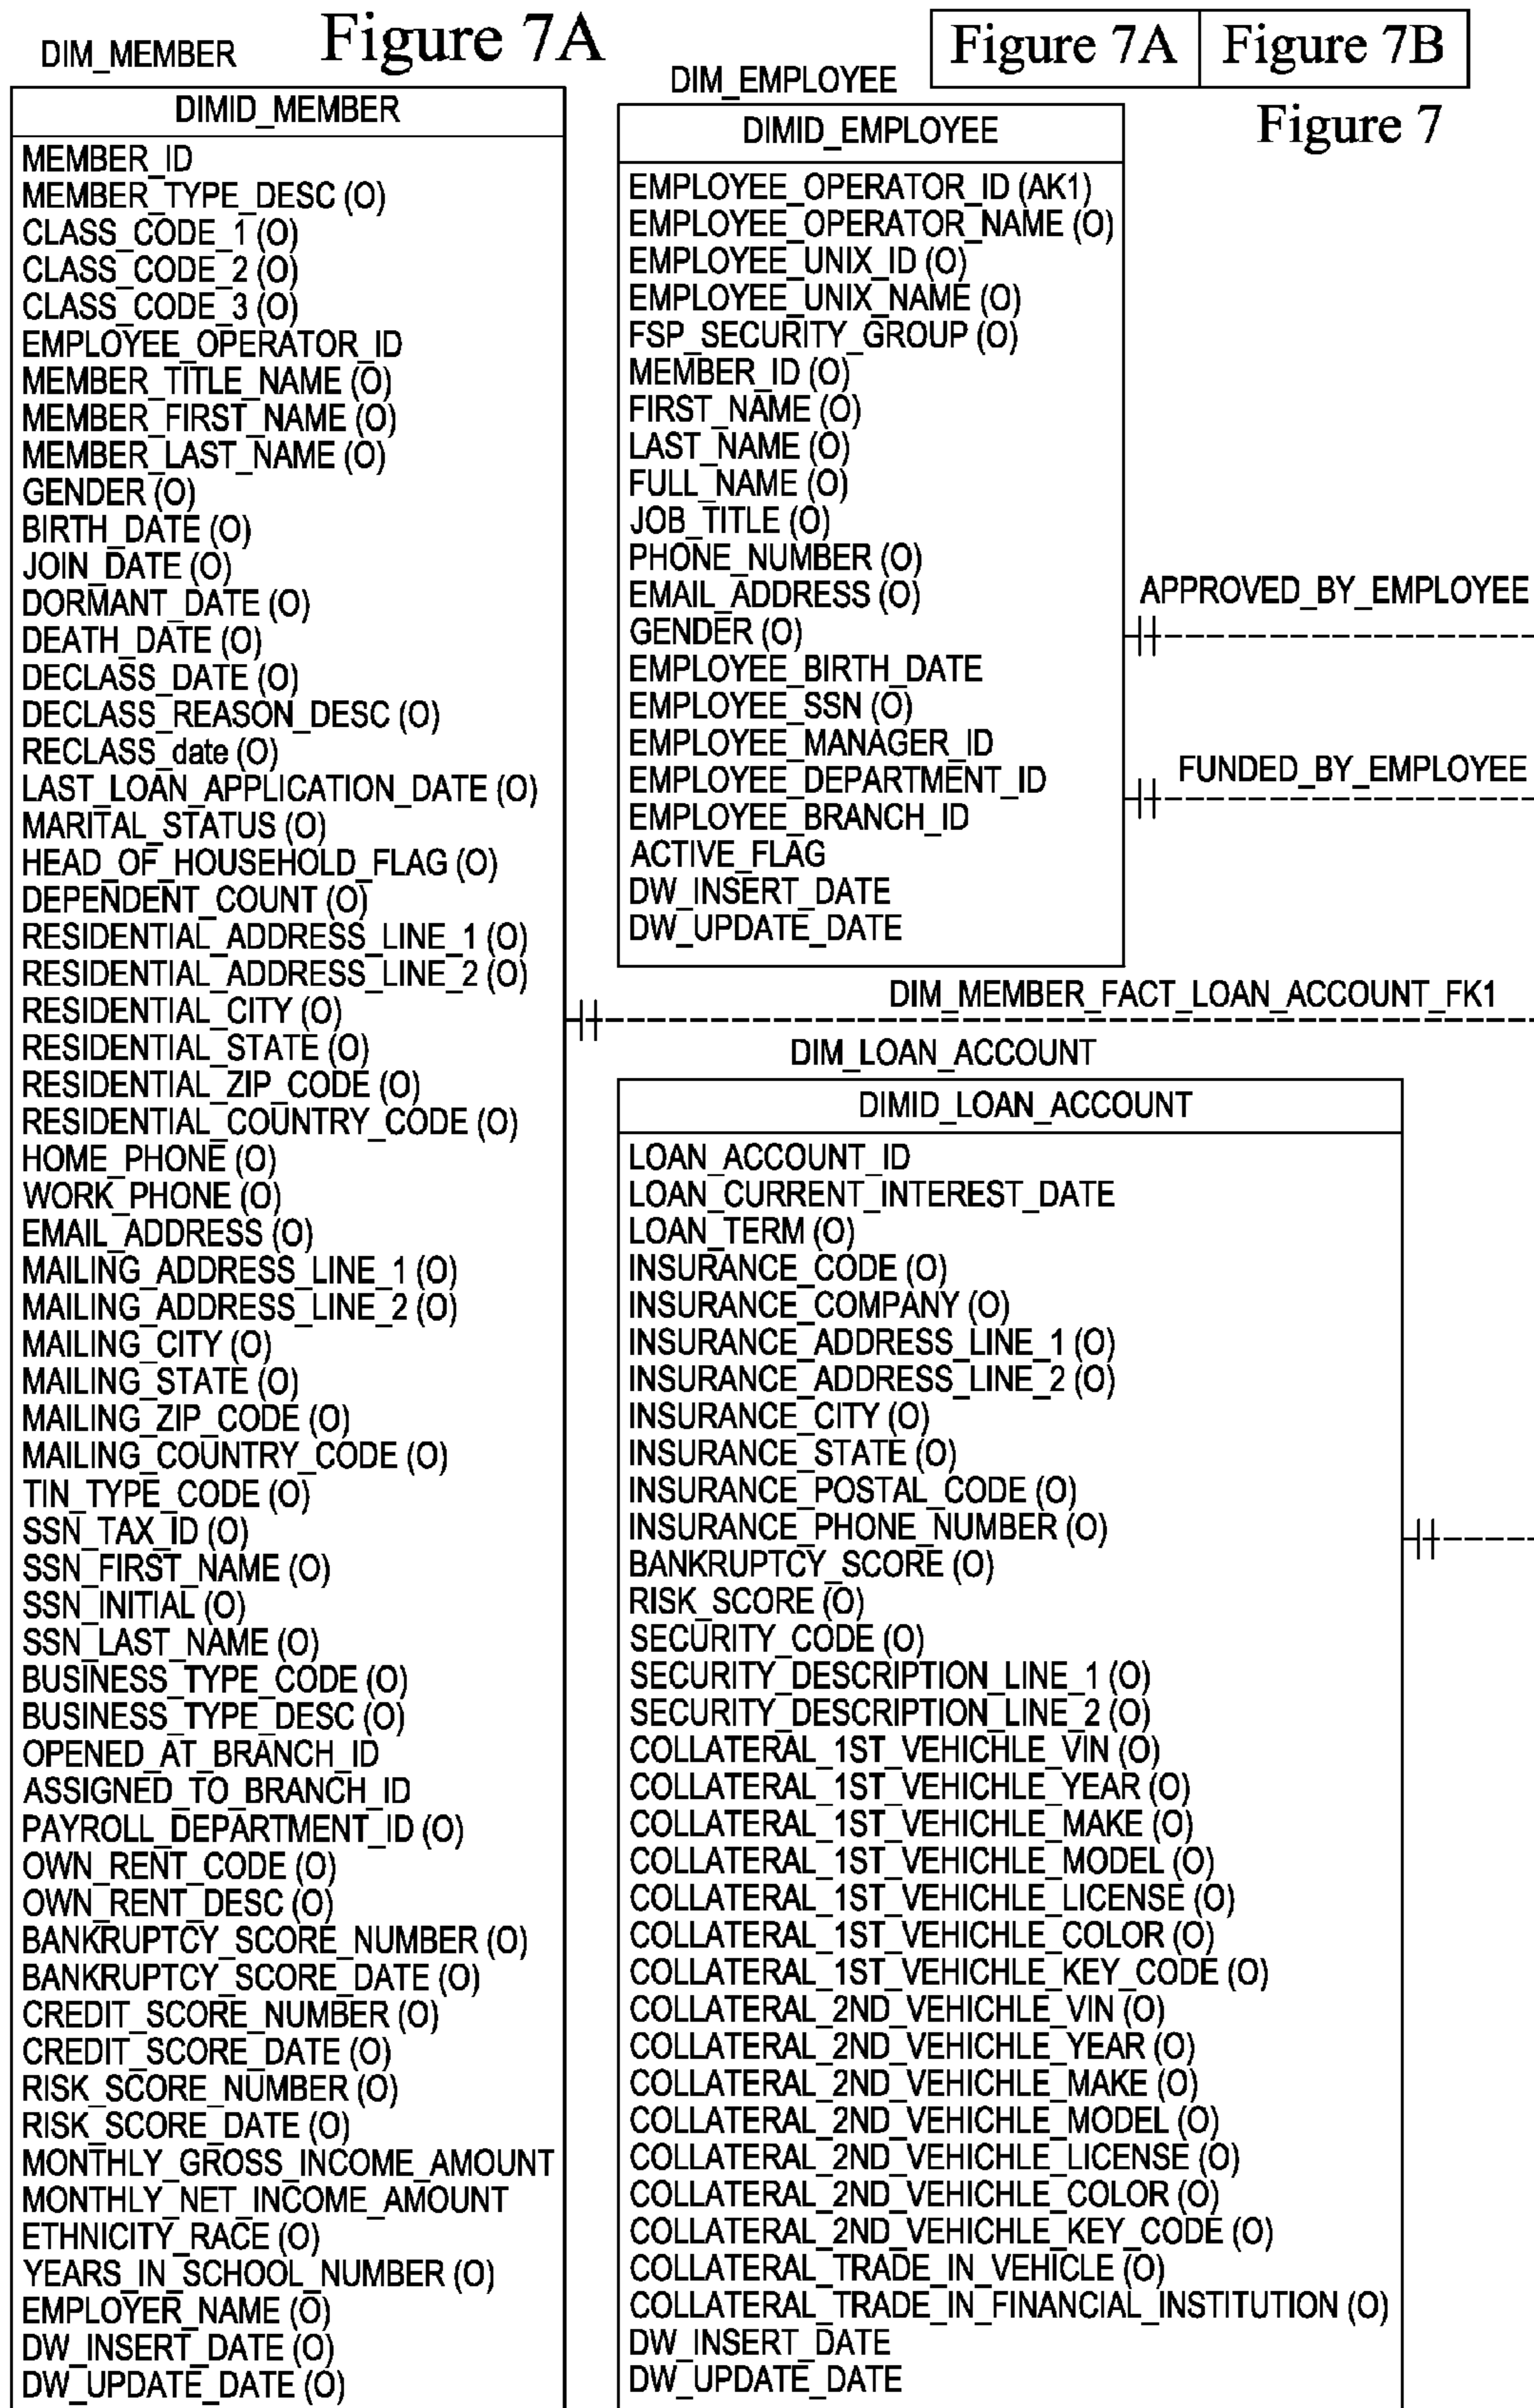 Figure 7A
Figure 7A
Figure 7B
Figure 7
DIM_MEMBER
DIMID_MEMBER
MEMBER_ID
MEMBER_TYPE_DESC (O)
CLASS_CODE_1 (O)
CLASS_CODE_2 (O)
CLASS_CODE_3 (O)
EMPLOYEE_OPERATOR_ID
MEMBER_TITLE_NAME (O)
MEMBER_FIRST_NAME (O)
MEMBER_LAST_NAME (O)
GENDER (O)
BIRTH_DATE (O)
JOIN_DATE (O)
DORMANT_DATE (O)
DEATH_DATE (O)
DECLASS_DATE (O)
DECLASS_REASON_DESC (O)
RECLASS_date (O)
LAST_LOAN_APPLICATION_DATE (O)
MARITAL_STATUS (O)
HEAD_OF_HOUSEHOLD_FLAG (O)
DEPENDENT_COUNT (O)
RESIDENTIAL_ADDRESS_LINE_1 (O)
RESIDENTIAL_ADDRESS_LINE_2 (O)
RESIDENTIAL_CITY (O)
RESIDENTIAL_STATE (O)
RESIDENTIAL_ZIP_CODE (O)
RESIDENTIAL_COUNTRY_CODE (O)
HOME_PHONE (O)
WORK_PHONE (O)
EMAIL_ADDRESS (O)
MAILING_ADDRESS_LINE_1 (O)
MAILING_ADDRESS_LINE_2 (O)
MAILING_CITY (O)
MAILING_STATE (O)
MAILING_ZIP_CODE (O)
MAILING_COUNTRY_CODE (O)
TIN_TYPE_CODE (O)
SSN_TAX_ID (O)
SSN_FIRST_NAME (O)
SSN_INITIAL (O)
SSN_LAST_NAME (O)
BUSINESS_TYPE_CODE (O)
BUSINESS_TYPE_DESC (O)
OPENED_AT_BRANCH_ID
ASSIGNED_TO_BRANCH_ID
PAYROLL_DEPARTMENT_ID (O)
OWN_RENT_CODE (O)
OWN_RENT_DESC (O)
BANKRUPTCY_SCORE_NUMBER (O)
BANKRUPTCY_SCORE_DATE (O)
CREDIT_SCORE_NUMBER (O)
CREDIT_SCORE_DATE (O)
RISK_SCORE_NUMBER (O)
RISK_SCORE_DATE (O)
MONTHLY_GROSS_INCOME_AMOUNT
MONTHLY_NET_INCOME_AMOUNT
ETHNICITY_RACE (O)
YEARS_IN_SCHOOL_NUMBER (O)
EMPLOYER_NAME (O)
DW_INSERT_DATE (O)
DW_UPDATE_DATE (O)
DIM_EMPLOYEE
DIMID_EMPLOYEE
EMPLOYEE_OPERATOR_ID (AK1)
EMPLOYEE_OPERATOR_NAME (O)
EMPLOYEE_UNIX_ID (O)
EMPLOYEE_UNIX_NAME (O)
FSP_SECURITY_GROUP (O)
MEMBER_ID (O)
FIRST_NAME (O)
LAST_NAME (O)
FULL_NAME (O)
JOB_TITLE (O)
PHONE_NUMBER (O)
EMAIL_ADDRESS (O)
GENDER (O)
EMPLOYEE_BIRTH_DATE
EMPLOYEE_SSN (O)
EMPLOYEE_MANAGER_ID
EMPLOYEE_DEPARTMENT_ID
EMPLOYEE_BRANCH_ID
ACTIVE_FLAG
DW_INSERT_DATE
DW_UPDATE_DATE
APPROVED_BY_EMPLOYEE
FUNDED_BY_EMPLOYEE
DIM_MEMBER_FACT_LOAN_ACCOUNT_FK1
DIM_LOAN_ACCOUNT
DIMID_LOAN_ACCOUNT
LOAN_ACCOUNT_ID
LOAN_CURRENT_INTEREST_DATE
LOAN_TERM (O)
INSURANCE_CODE (O)
INSURANCE_COMPANY (O)
INSURANCE_ADDRESS_LINE_1 (O)
INSURANCE_ADDRESS_LINE_2 (O)
INSURANCE_CITY (O)
INSURANCE_STATE (O)
INSURANCE_POSTAL_CODE (O)
INSURANCE_PHONE_NUMBER (O)
BANKRUPTCY_SCORE (O)
RISK_SCORE (O)
SECURITY_CODE (O)
SECURITY_DESCRIPTION_LINE_1 (O)
SECURITY_DESCRIPTION_LINE_2 (O)
COLLATERAL_1ST_VEHICHLE_VIN (O)
COLLATERAL_1ST_VEHICHLE_YEAR (O)
COLLATERAL_1ST_VEHICHLE_MAKE (O)
COLLATERAL_1ST_VEHICHLE_MODEL (O)
COLLATERAL_1ST_VEHICHLE_LICENSE (O)
COLLATERAL_1ST_VEHICHLE_COLOR (O)
COLLATERAL_1ST_VEHICHLE_KEY_CODE (O)
COLLATERAL_2ND_VEHICHLE_VIN (O)
COLLATERAL_2ND_VEHICHLE_YEAR (O)
COLLATERAL_2ND_VEHICHLE_MAKE (O)
COLLATERAL_2ND_VEHICHLE_MODEL (O)
COLLATERAL_2ND_VEHICHLE_LICENSE (O)
COLLATERAL_2ND_VEHICHLE_COLOR (O)
COLLATERAL_2ND_VEHICHLE_KEY_CODE (O)
COLLATERAL_TRADE_IN_VEHICLE (O)
COLLATERAL_TRADE_IN_FINANCIAL_INSTITUTION (O)
DW_INSERT_DATE
DW_UPDATE_DATE